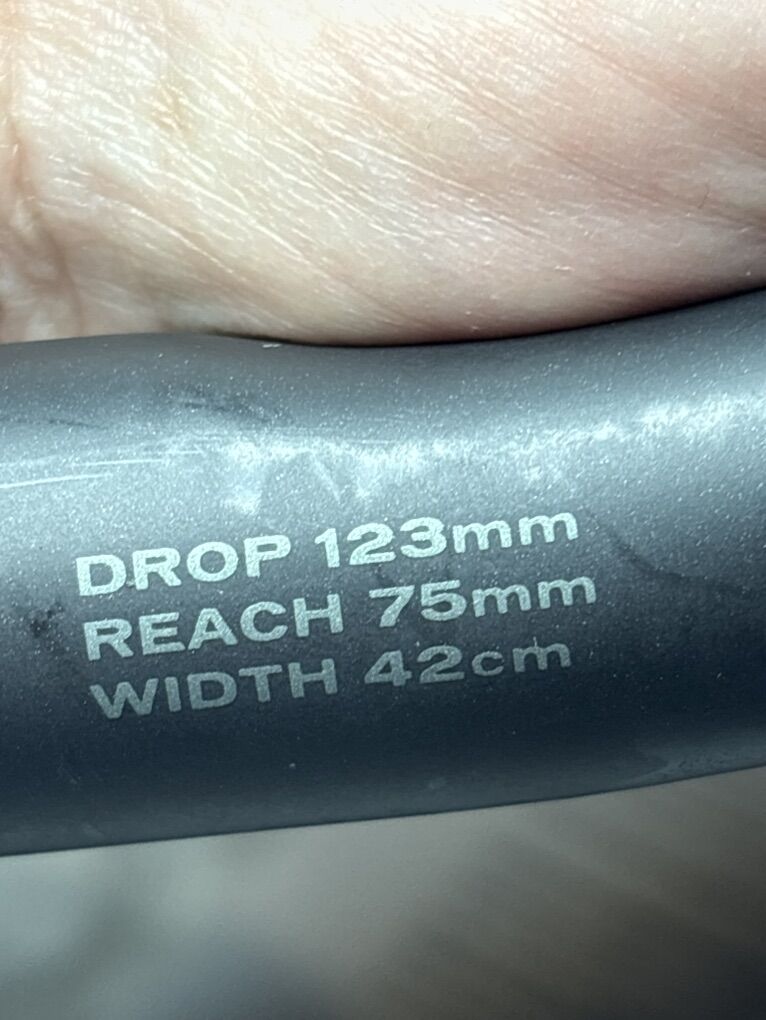 DROP 123mm
REACH 75mm
WIDTH 42cm